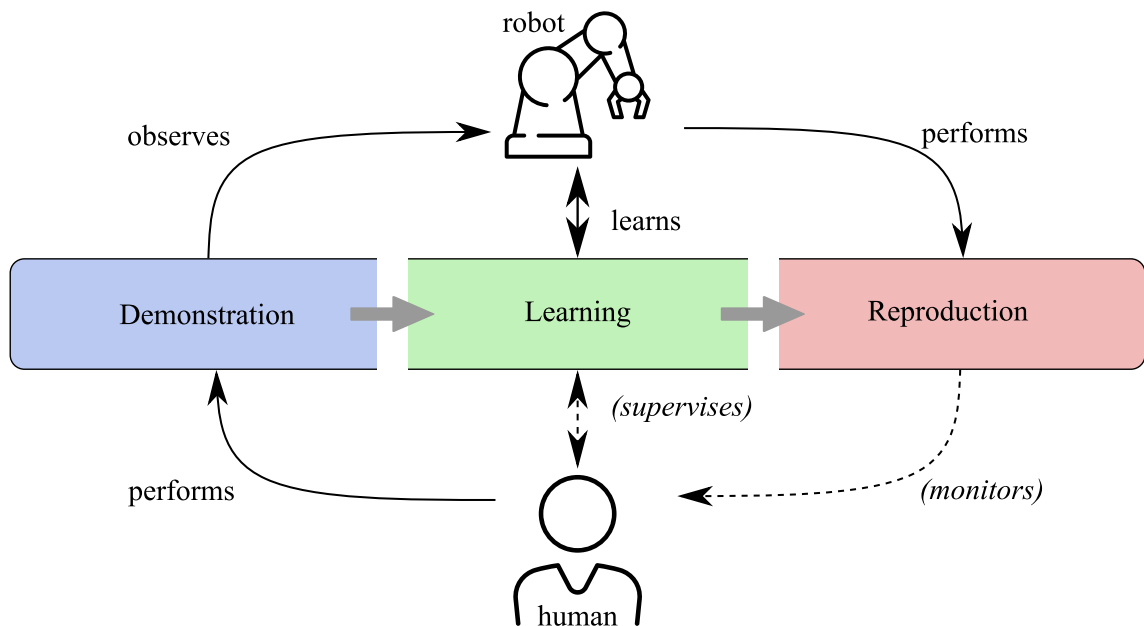 robot
observes
performs
learns
Demonstration
Learning
Reproduction
(supervises)
performs
(monitors)
human